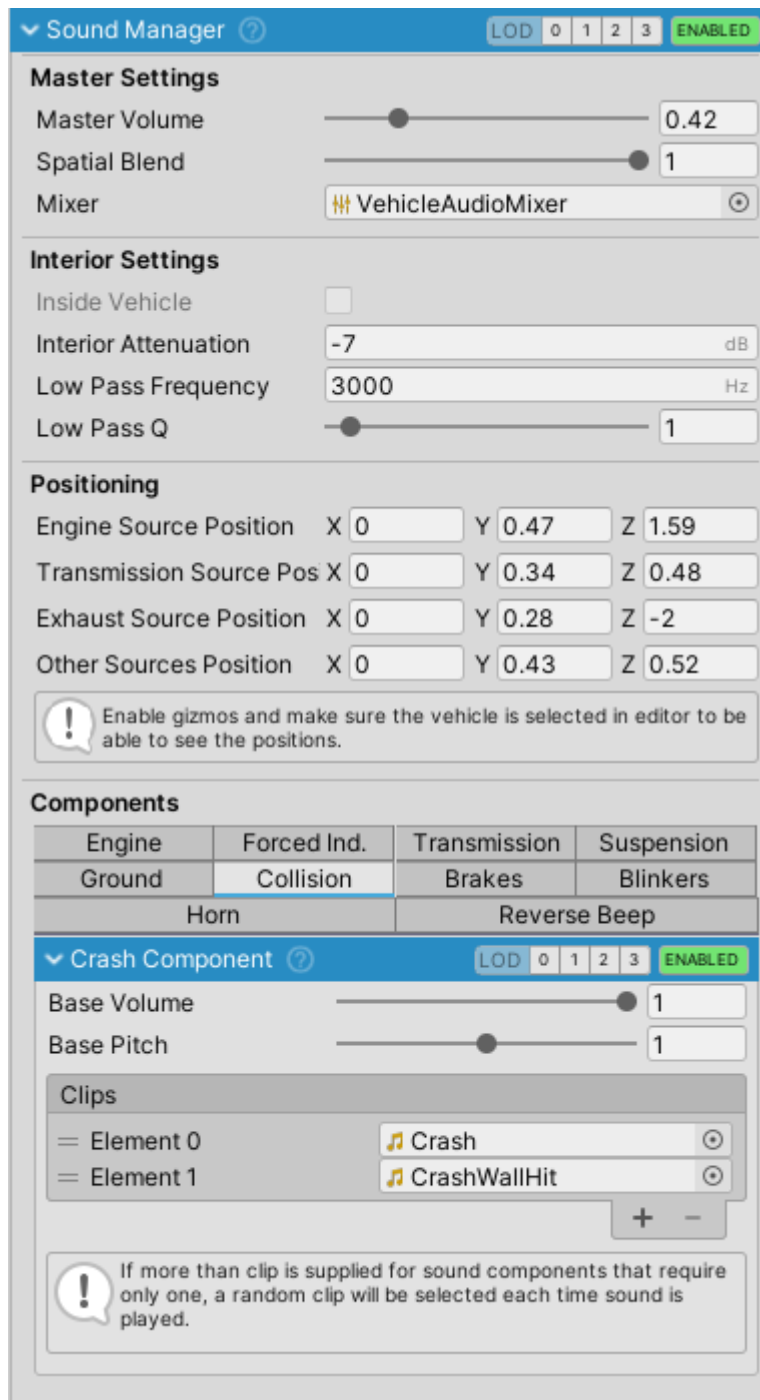 Sound Manager ? LOD 0 1 2 3 ENABLED
Master Settings
Master Volume 0.42
Spatial Blend 1
Mixer VehicleAudioMixer
Interior Settings
Inside Vehicle
Interior Attenuation -7 dB
Low Pass Frequency 3000 Hz
Low Pass Q 1
Positioning
Engine Source Position X 0 Y 0.47 Z 1.59
Transmission Source Pos X 0 Y 0.34 Z 0.48
Exhaust Source Position X 0 Y 0.28 Z -2
Other Sources Position X 0 Y 0.43 Z 0.52
! Enable gizmos and make sure the vehicle is selected in editor to be
able to see the positions.
Components
Engine Forced Ind. Transmission Suspension
Ground Collision Brakes Blinkers
Horn Reverse Beep
Crash Component ? LOD 0 1 2 3 ENABLED
Base Volume 1
Base Pitch 1
Clips
= Element 0 Crash
= Element 1 CrashWallHit
+ −
! If more than clip is supplied for sound components that require
only one, a random clip will be selected each time sound is
played.